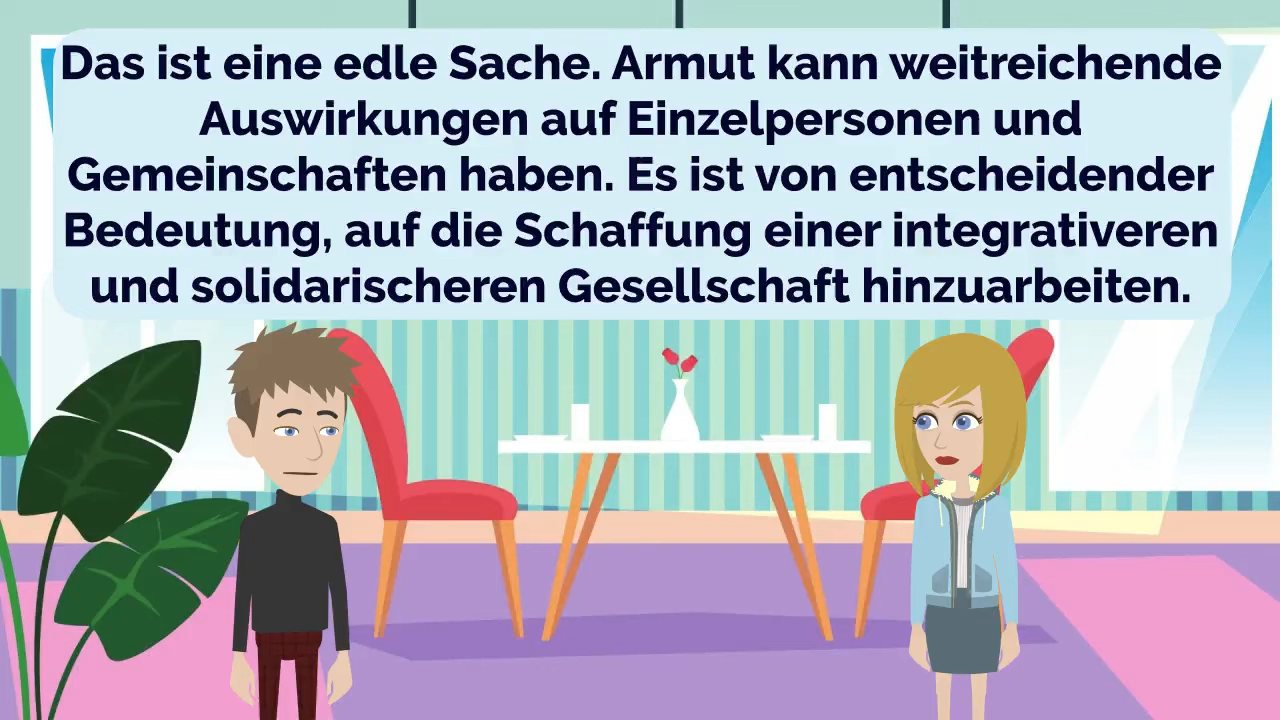 Das ist eine edle Sache. Armut kann weitreichende
Auswirkungen auf Einzelpersonen und
Gemeinschaften haben. Es ist von entscheidender
Bedeutung, auf die Schaffung einer integrativeren
und solidarischeren Gesellschaft hinzuarbeiten.